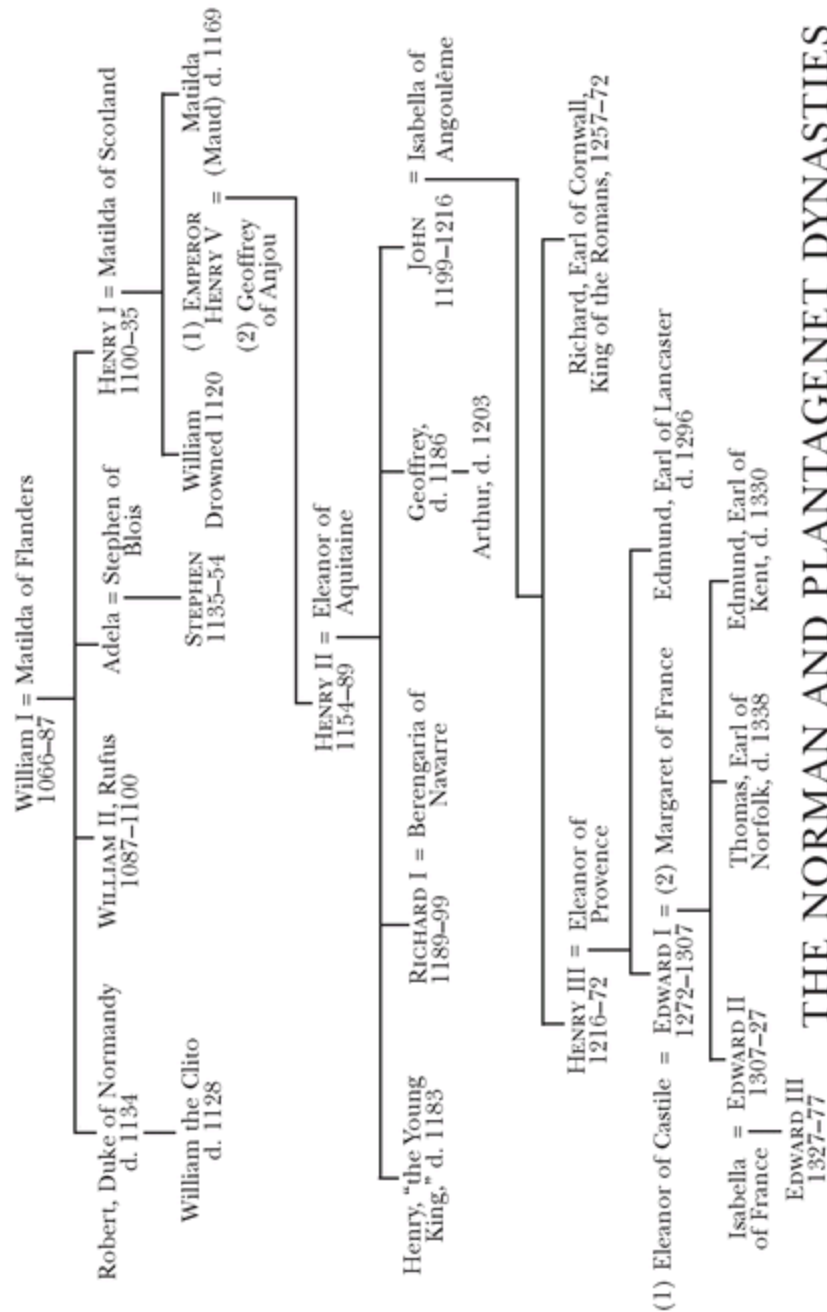 William I = Matilda of Flanders
1066–87
Robert, Duke of Normandy
d. 1134
WILLIAM II, Rufus
1087–1100
Adela = Stephen of
Blois
HENRY I = Matilda of Scotland
1100–35
William the Clito
d. 1128
STEPHEN
1135–54
William
Drowned 1120
(1) EMPEROR
HENRY V
=
Matilda
(Maud) d. 1169
(2) Geoffrey
of Anjou
HENRY II = Eleanor of
1154–89 Aquitaine
Henry, “the Young
King,” d. 1183
RICHARD I = Berengaria of
1189–99 Navarre
Geoffrey,
d. 1186
Arthur, d. 1203
JOHN = Isabella of
1199–1216 Angoulême
HENRY III = Eleanor of
1216–72 Provence
Richard, Earl of Cornwall,
King of the Romans, 1257–72
(1) Eleanor of Castile = EDWARD I = (2) Margaret of France
1272–1307
Edmund, Earl of Lancaster
d. 1296
Isabella = EDWARD II
of France 1307–27
Thomas, Earl of
Norfolk, d. 1338
Edmund, Earl of
Kent, d. 1330
EDWARD III
1327–77
THE NORMAN AND PLANTAGENET DYNASTIES